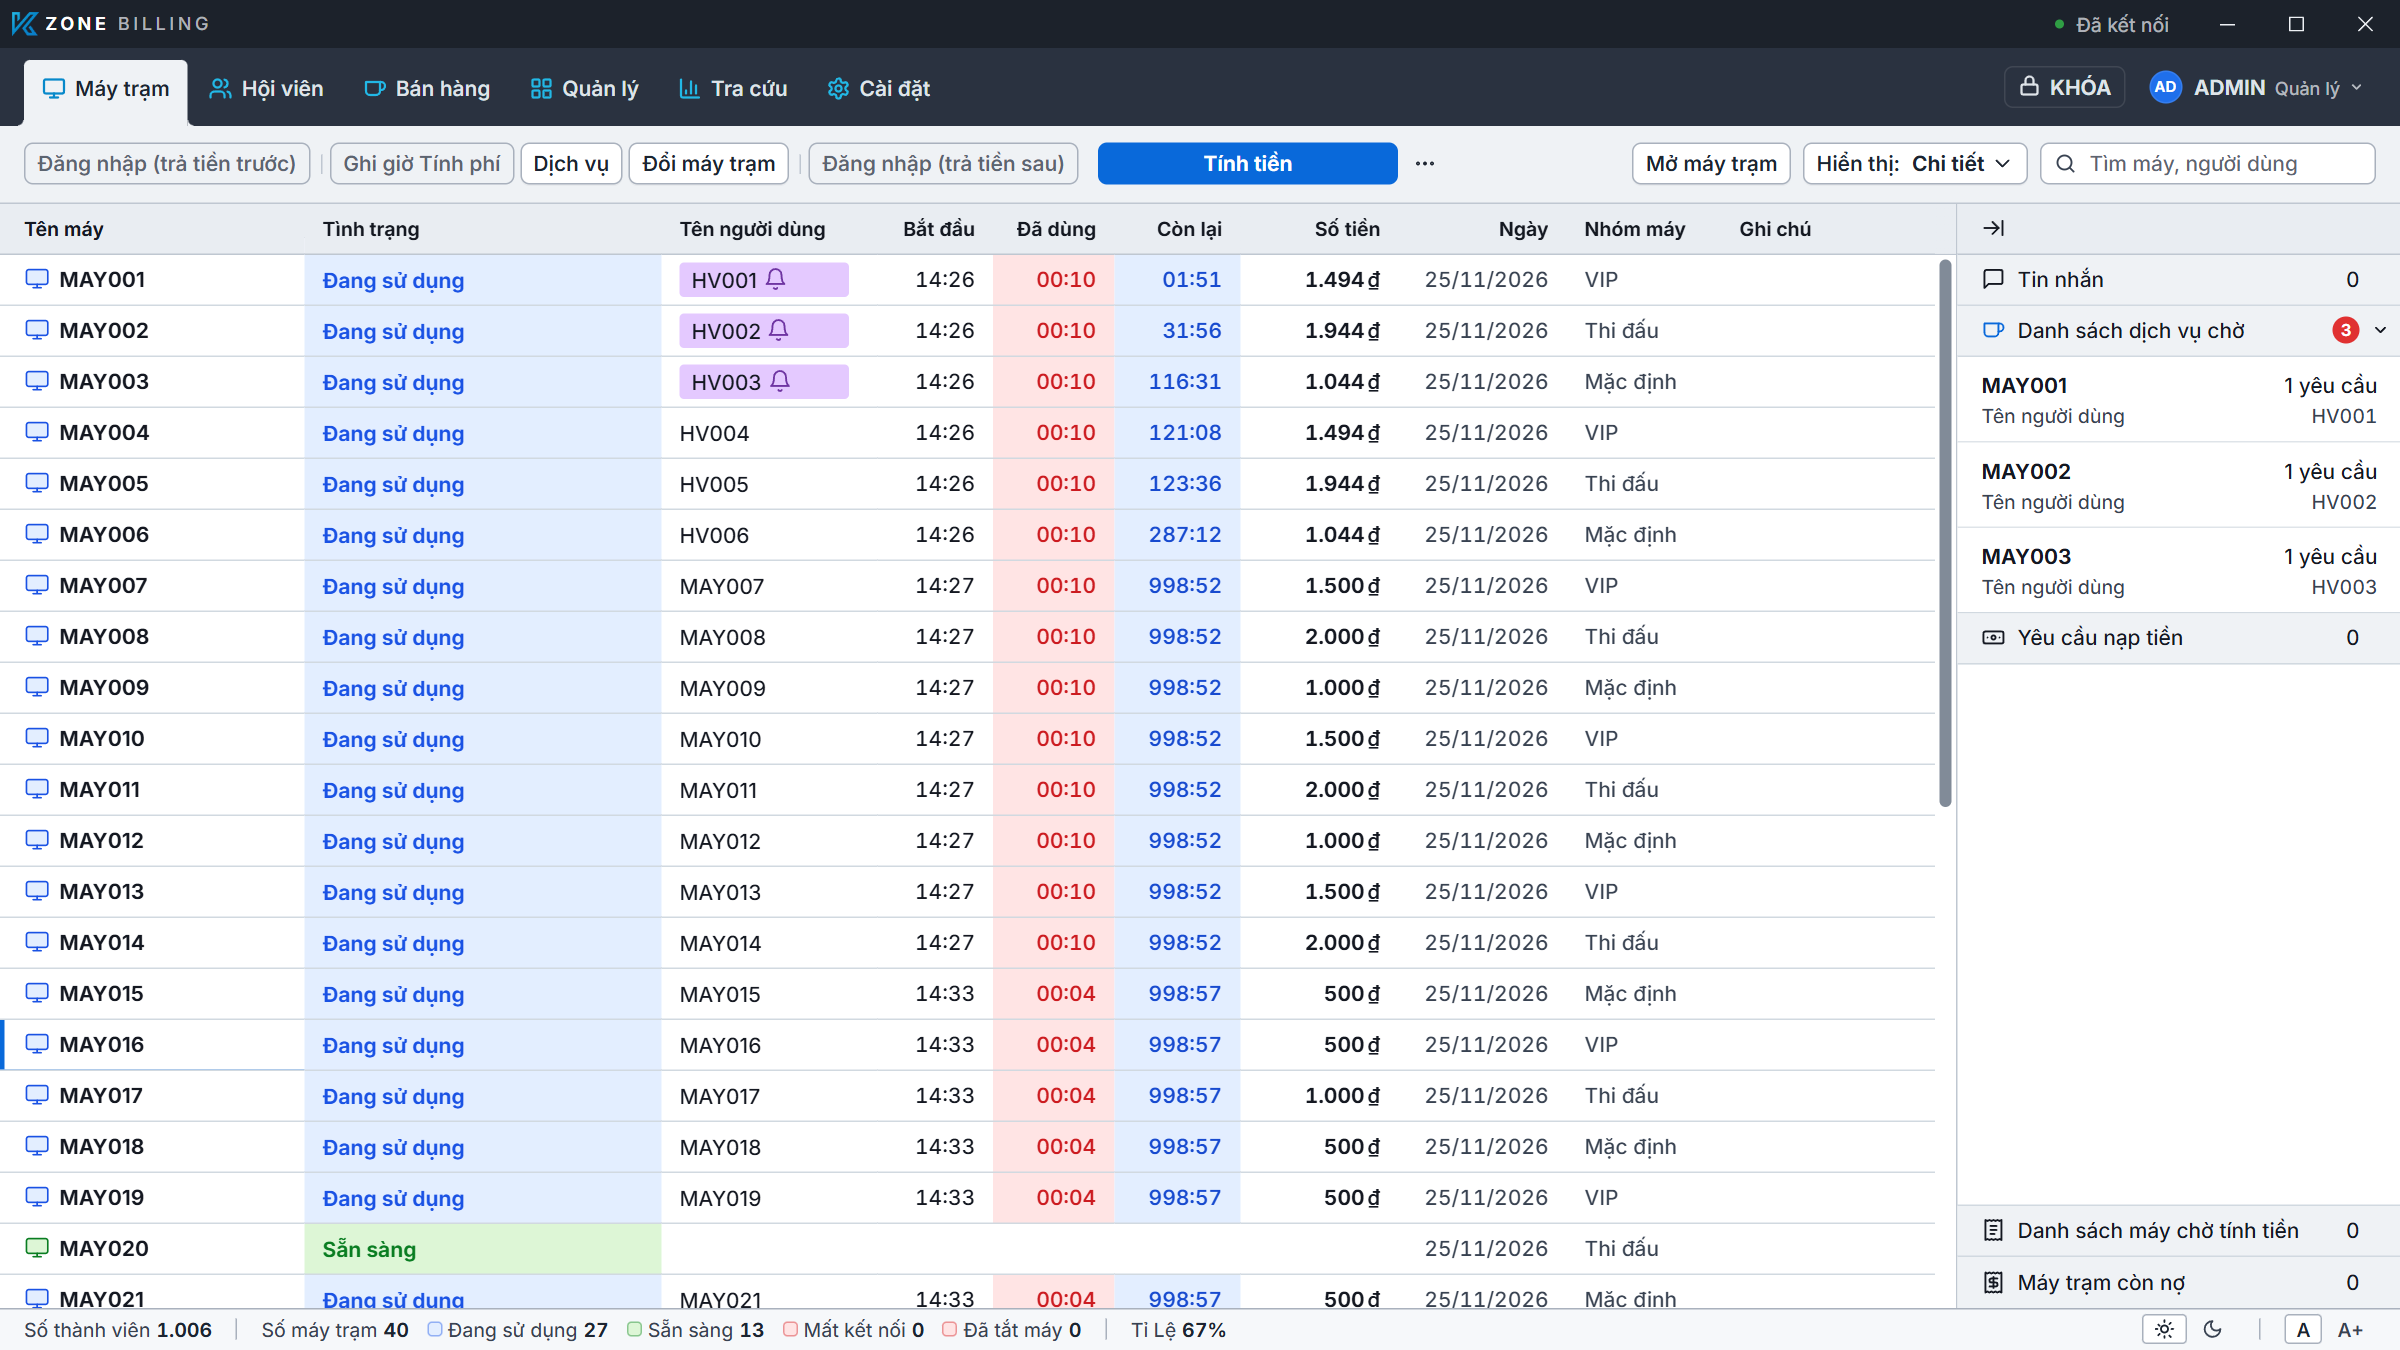 ZONE BILLING
Đã kết nối
Máy trạm Hội viên Bán hàng Quản lý Tra cứu Cài đặt
KHÓA AD ADMIN Quản lý
Đăng nhập (trả tiền trước) Ghi giờ Tính phí Dịch vụ Đổi máy trạm Đăng nhập (trả tiền sau) Tính tiền ... Mở máy trạm Hiển thị: Chi tiết Tìm máy, người dùng
Tên máy Tình trạng Tên người dùng Bắt đầu Đã dùng Còn lại Số tiền Ngày Nhóm máy Ghi chú
MAY001 Đang sử dụng HV001 14:26 00:10 01:51 1.494₫ 25/11/2026 VIP
MAY002 Đang sử dụng HV002 14:26 00:10 31:56 1.944₫ 25/11/2026 Thi đấu
MAY003 Đang sử dụng HV003 14:26 00:10 116:31 1.044₫ 25/11/2026 Mặc định
MAY004 Đang sử dụng HV004 14:26 00:10 121:08 1.494₫ 25/11/2026 VIP
MAY005 Đang sử dụng HV005 14:26 00:10 123:36 1.944₫ 25/11/2026 Thi đấu
MAY006 Đang sử dụng HV006 14:26 00:10 287:12 1.044₫ 25/11/2026 Mặc định
MAY007 Đang sử dụng MAY007 14:27 00:10 998:52 1.500₫ 25/11/2026 VIP
MAY008 Đang sử dụng MAY008 14:27 00:10 998:52 2.000₫ 25/11/2026 Thi đấu
MAY009 Đang sử dụng MAY009 14:27 00:10 998:52 1.000₫ 25/11/2026 Mặc định
MAY010 Đang sử dụng MAY010 14:27 00:10 998:52 1.500₫ 25/11/2026 VIP
MAY011 Đang sử dụng MAY011 14:27 00:10 998:52 2.000₫ 25/11/2026 Thi đấu
MAY012 Đang sử dụng MAY012 14:27 00:10 998:52 1.000₫ 25/11/2026 Mặc định
MAY013 Đang sử dụng MAY013 14:27 00:10 998:52 1.500₫ 25/11/2026 VIP
MAY014 Đang sử dụng MAY014 14:27 00:10 998:52 2.000₫ 25/11/2026 Thi đấu
MAY015 Đang sử dụng MAY015 14:33 00:04 998:57 500₫ 25/11/2026 Mặc định
MAY016 Đang sử dụng MAY016 14:33 00:04 998:57 500₫ 25/11/2026 VIP
MAY017 Đang sử dụng MAY017 14:33 00:04 998:57 1.000₫ 25/11/2026 Thi đấu
MAY018 Đang sử dụng MAY018 14:33 00:04 998:57 500₫ 25/11/2026 Mặc định
MAY019 Đang sử dụng MAY019 14:33 00:04 998:57 500₫ 25/11/2026 VIP
MAY020 Sẵn sàng 25/11/2026 Thi đấu
MAY021 Đang sử dụng MAY021 14:33 00:04 998:57 500₫ 25/11/2026 Mặc định
Tin nhắn 0
Danh sách dịch vụ chờ 3
MAY001 1 yêu cầu
Tên người dùng HV001
MAY002 1 yêu cầu
Tên người dùng HV002
MAY003 1 yêu cầu
Tên người dùng HV003
Yêu cầu nạp tiền 0
Danh sách máy chờ tính tiền 0
Máy trạm còn nợ 0
Số thành viên 1.006 Số máy trạm 40 Đang sử dụng 27 Sẵn sàng 13 Mất kết nối 0 Đã tắt máy 0 Tỉ Lệ 67% A A+